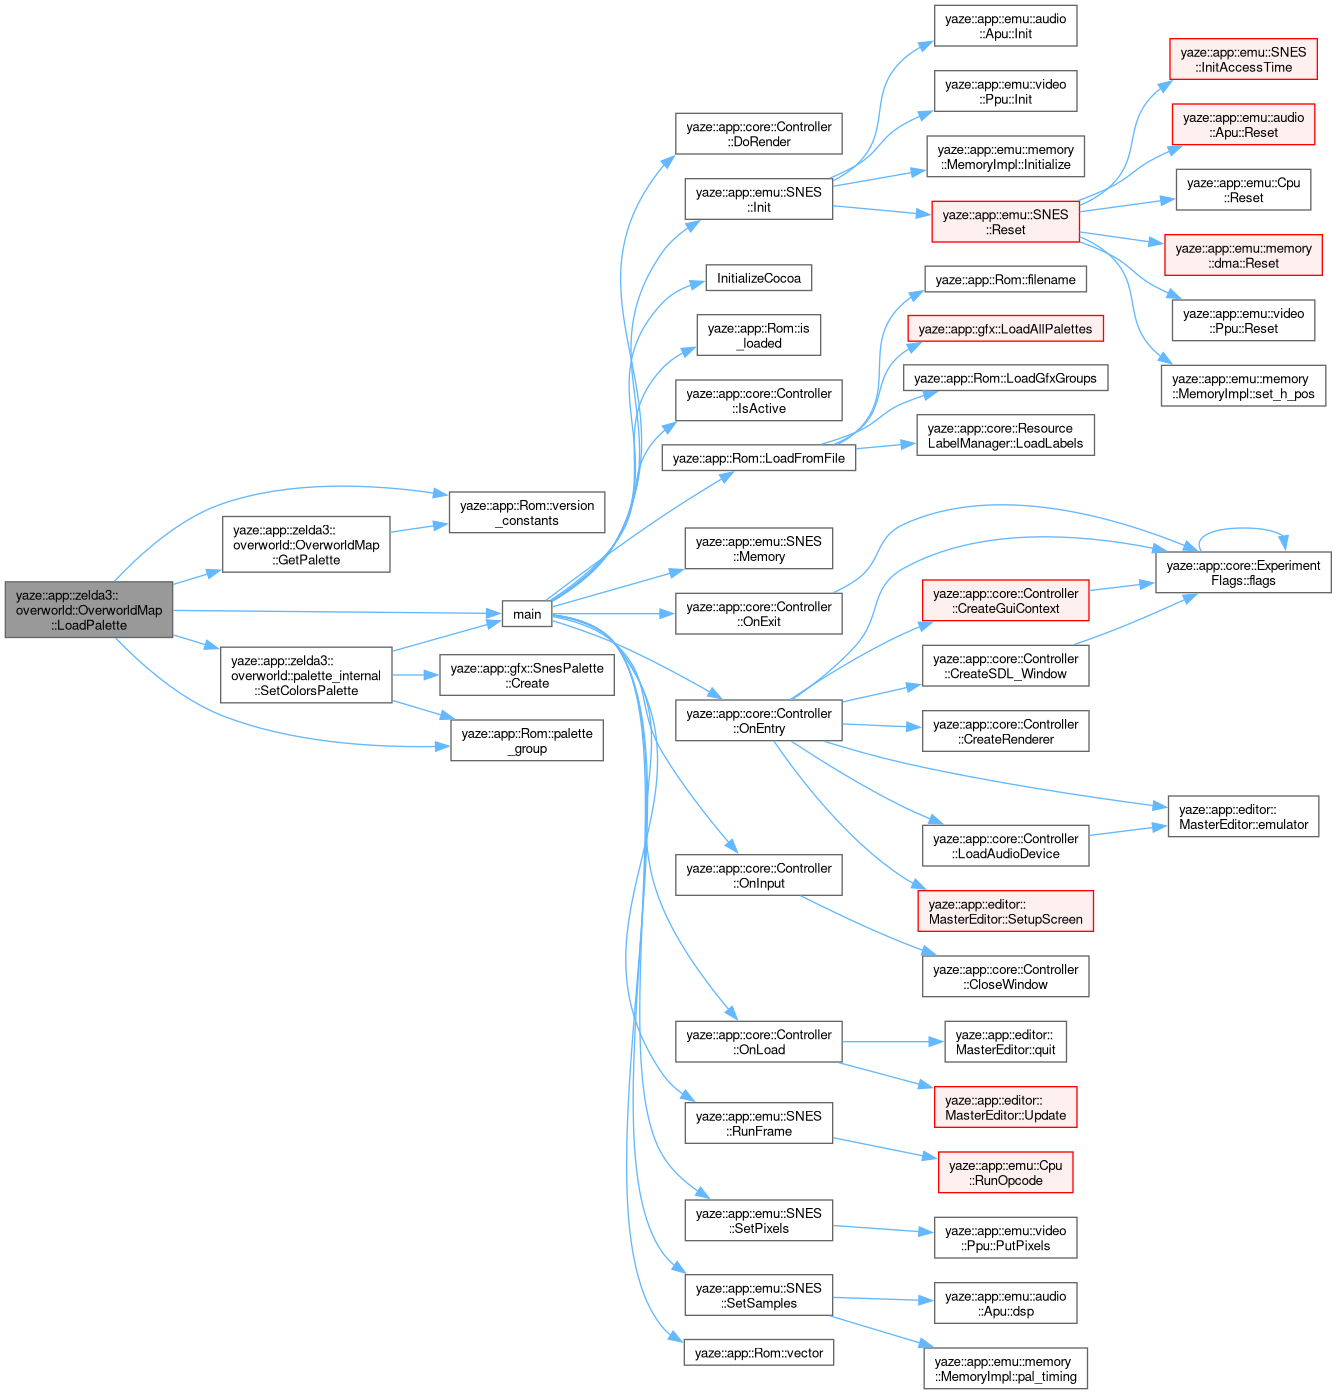 yaze::app::zelda3::
overworld::OverworldMap
::LoadPalette
yaze::app::Rom::version
_constants
yaze::app::zelda3::
overworld::OverworldMap
::GetPalette
main
yaze::app::zelda3::
overworld::palette_internal
::SetColorsPalette
yaze::app::gfx::SnesPalette
::Create
yaze::app::Rom::palette
_group
yaze::app::core::Controller
::DoRender
yaze::app::emu::SNES
::Init
InitializeCocoa
yaze::app::Rom::is
_loaded
yaze::app::core::Controller
::IsActive
yaze::app::Rom::LoadFromFile
yaze::app::emu::SNES
::Memory
yaze::app::core::Controller
::OnExit
yaze::app::core::Controller
::OnEntry
yaze::app::core::Controller
::OnInput
yaze::app::core::Controller
::OnLoad
yaze::app::emu::SNES
::RunFrame
yaze::app::emu::SNES
::SetPixels
yaze::app::emu::SNES
::SetSamples
yaze::app::Rom::vector
yaze::app::emu::audio
::Apu::Init
yaze::app::emu::video
::Ppu::Init
yaze::app::emu::memory
::MemoryImpl::Initialize
yaze::app::emu::SNES
::Reset
yaze::app::Rom::filename
yaze::app::gfx::LoadAllPalettes
yaze::app::Rom::LoadGfxGroups
yaze::app::core::Resource
LabelManager::LoadLabels
yaze::app::core::Controller
::CreateGuiContext
yaze::app::core::Controller
::CreateSDL_Window
yaze::app::core::Controller
::CreateRenderer
yaze::app::core::Controller
::LoadAudioDevice
yaze::app::editor::
MasterEditor::SetupScreen
yaze::app::core::Controller
::CloseWindow
yaze::app::editor::
MasterEditor::quit
yaze::app::editor::
MasterEditor::Update
yaze::app::emu::Cpu
::RunOpcode
yaze::app::emu::video
::Ppu::PutPixels
yaze::app::emu::audio
::Apu::dsp
yaze::app::emu::memory
::MemoryImpl::pal_timing
yaze::app::emu::SNES
::InitAccessTime
yaze::app::emu::audio
::Apu::Reset
yaze::app::emu::Cpu
::Reset
yaze::app::emu::memory
::dma::Reset
yaze::app::emu::video
::Ppu::Reset
yaze::app::emu::memory
::MemoryImpl::set_h_pos
yaze::app::core::Experiment
Flags::flags
yaze::app::editor::
MasterEditor::emulator